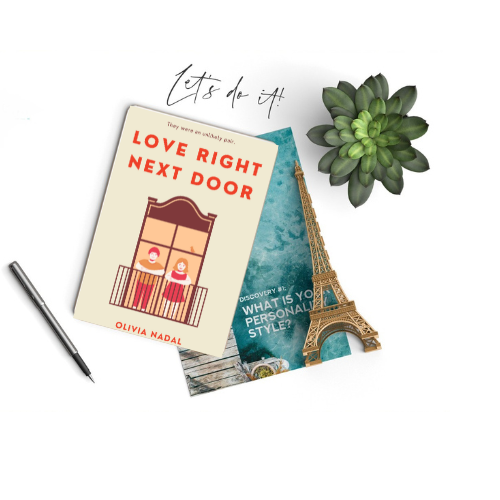 Let's do it!
They were an unlikely pair.
LOVE RIGHT
NEXT DOOR
OLIVIA NADAL
DISCOVERY #1:
WHAT IS YO
PERSONALI
STYLE?